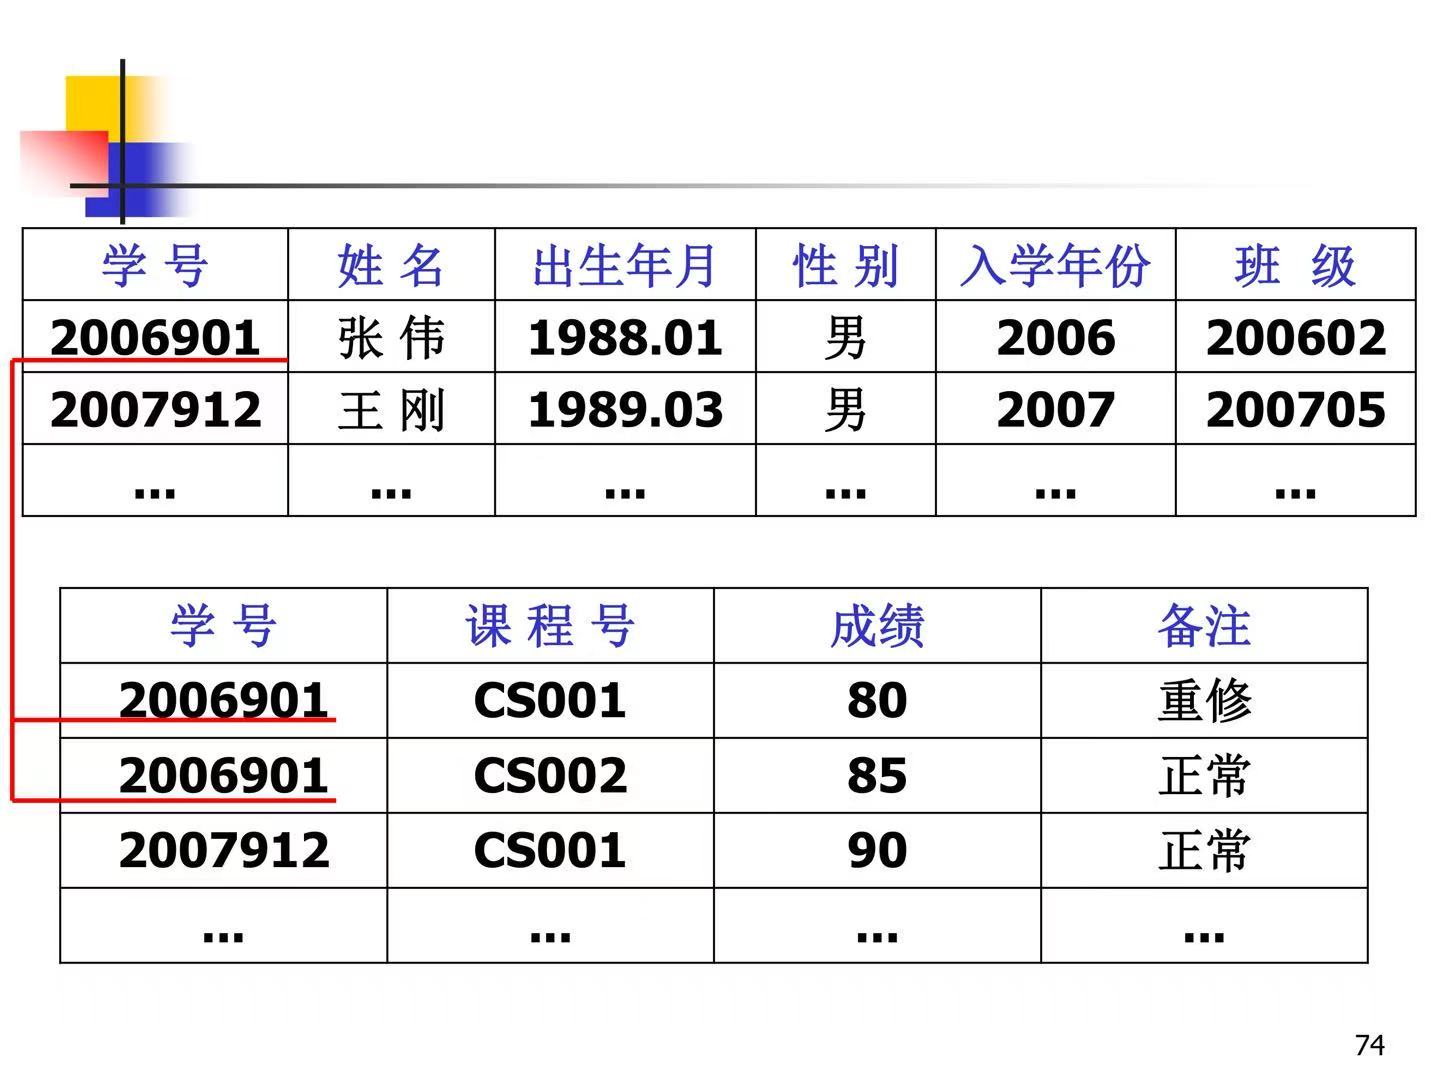 学 号 姓 名 出生年月 性 别 入学年份 班 级
2006901 张 伟 1988.01 男 2006 200602
2007912 王 刚 1989.03 男 2007 200705
... ... ... ... ... ...
学 号 课 程 号 成绩 备注
2006901 CS001 80 重修
2006901 CS002 85 正常
2007912 CS001 90 正常
... ... ... ...
74